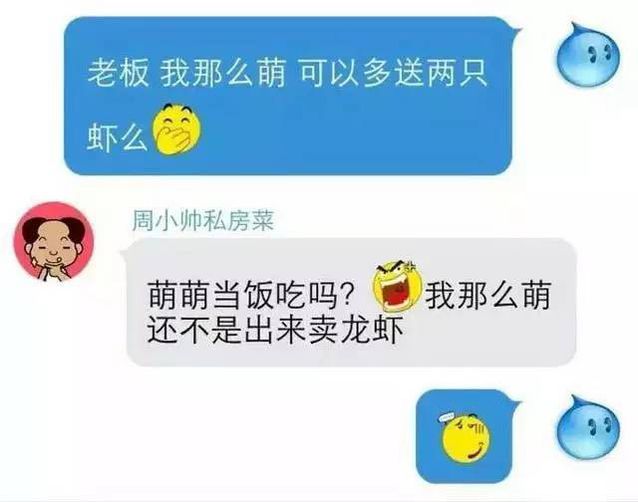 老板 我那么萌 可以多送两只
虾么
周小帅私房菜
萌萌当饭吃吗？我那么萌
还不是出来卖龙虾